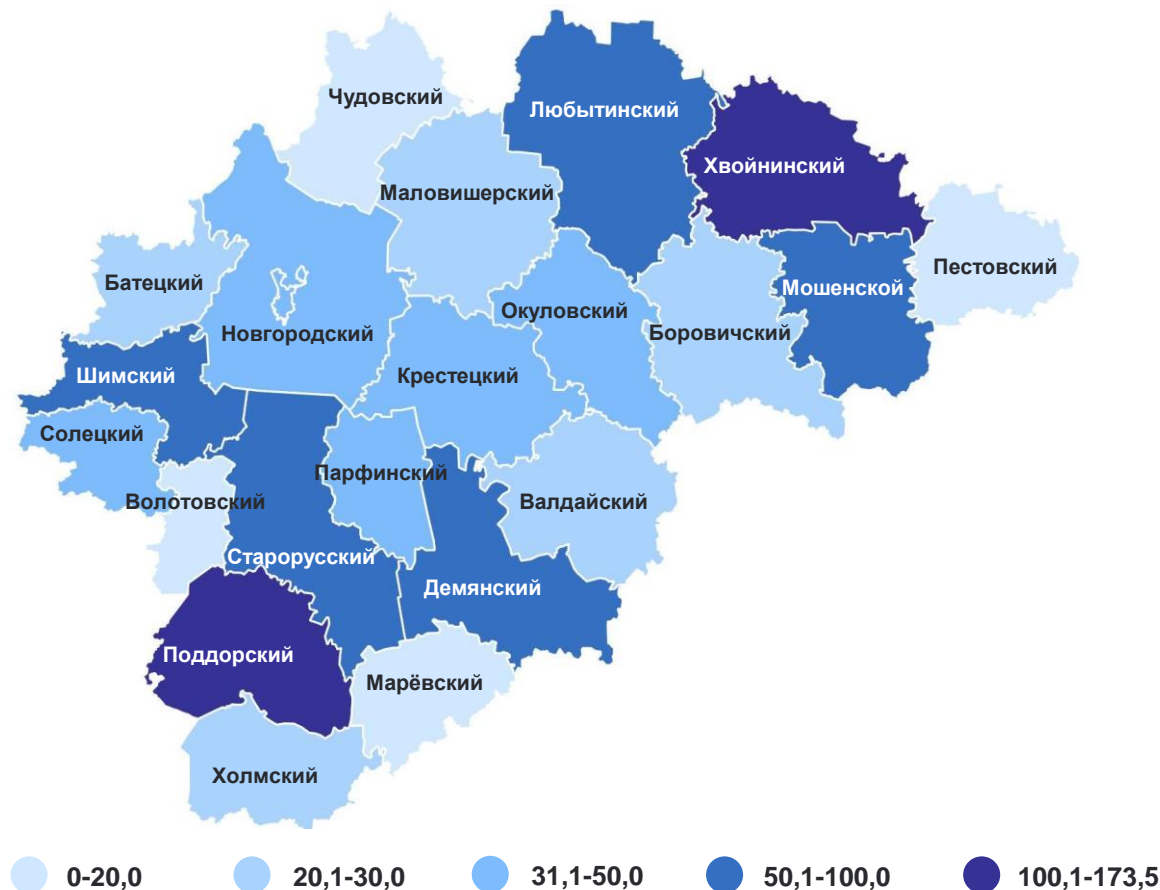 Чудовский
Любытинский
Хвойнинский
Маловишерский
Пестовский
Батецкий
Мошенской
Окуловский
Новгородский
Боровичский
Шимский
Крестецкий
Солецкий
Парфинский
Волотовский
Валдайский
Старорусский
Демянский
Поддорский
Марёвский
Холмский
0-20,0
20,1-30,0
31,1-50,0
50,1-100,0
100,1-173,5